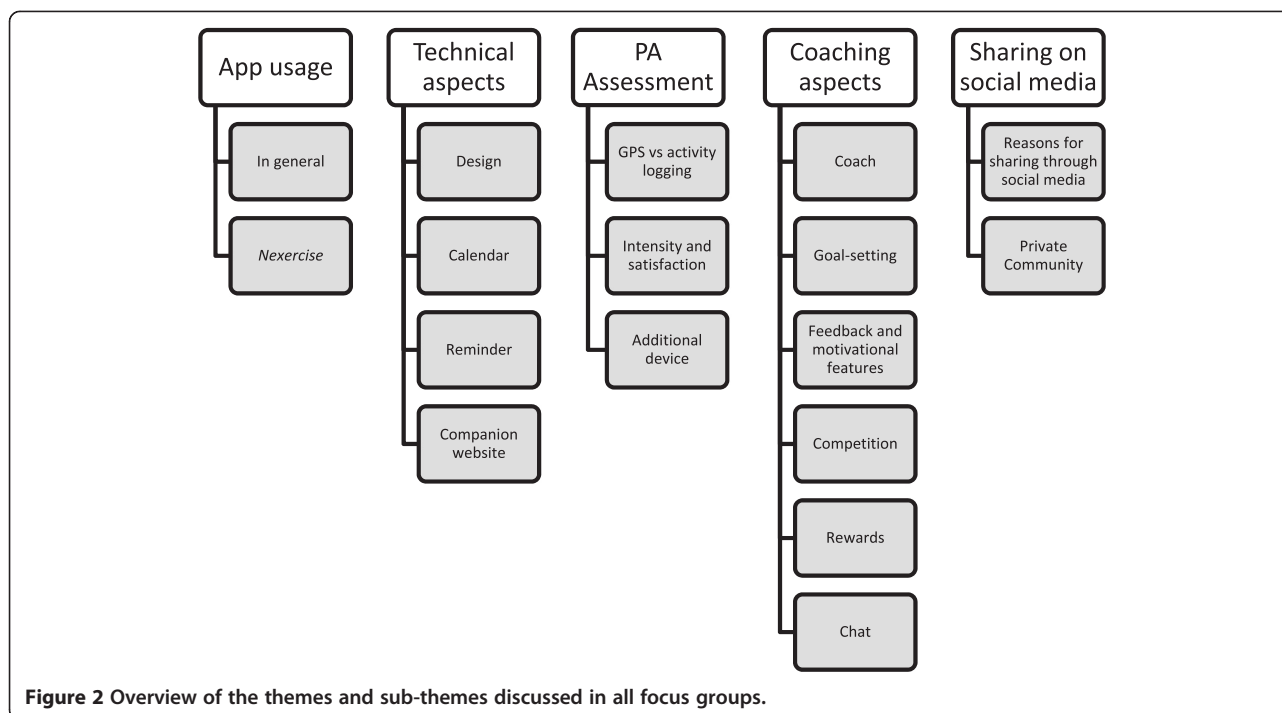 App usage
In general
Nexercise
Technical
aspects
Design
Calendar
Reminder
Companion
website
PA
Assessment
GPS vs activity
logging
Intensity and
satisfaction
Additional
device
Coaching
aspects
Coach
Goal-setting
Feedback and
motivational
features
Competition
Rewards
Chat
Sharing on
social media
Reasons for
sharing through
social media
Private
Community
Figure 2 Overview of the themes and sub-themes discussed in all focus groups.